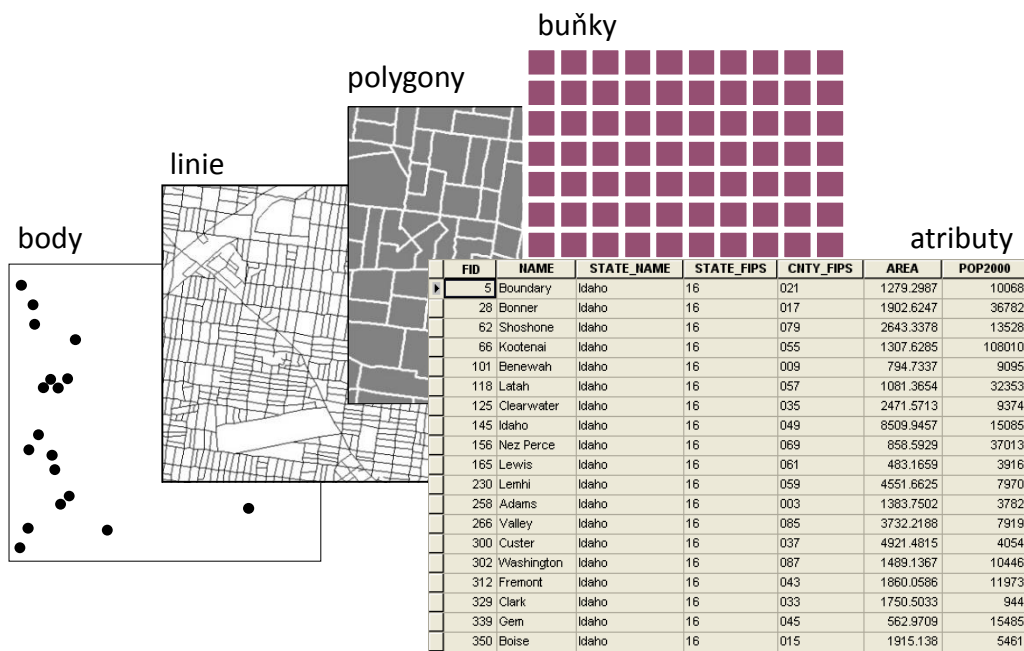 buňky
polygony
linie
body
atributy
FID NAME STATE_NAME STATE_FIPS CNTY_FIPS AREA POP2000
5 Boundary Idaho 16 021 1279.2987 10068
28 Bonner Idaho 16 017 1902.6247 36782
62 Shoshone Idaho 16 079 2643.3378 13528
66 Kootenai Idaho 16 055 1307.6285 108010
101 Benewah Idaho 16 009 794.7337 9095
118 Latah Idaho 16 057 1081.3654 32353
125 Clearwater Idaho 16 035 2471.5713 9374
145 Idaho Idaho 16 049 8509.9457 15085
156 Nez Perce Idaho 16 069 858.5929 37013
165 Lewis Idaho 16 061 483.1659 3916
230 Lemhi Idaho 16 059 4551.6625 7970
258 Adams Idaho 16 003 1383.7502 3782
266 Valley Idaho 16 085 3732.2188 7919
300 Custer Idaho 16 037 4921.4815 4054
302 Washington Idaho 16 087 1489.1367 10446
312 Fremont Idaho 16 043 1860.0586 11973
329 Clark Idaho 16 033 1750.5033 944
339 Gem Idaho 16 045 562.9709 15485
350 Boise Idaho 16 015 1915.138 5461